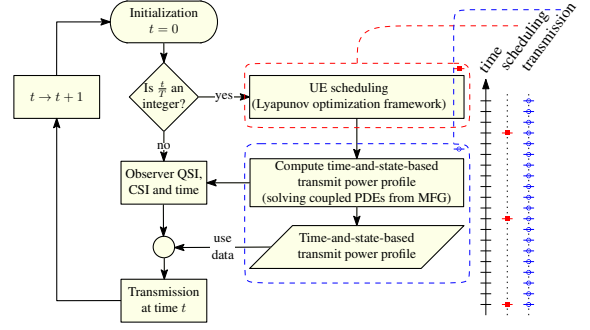 Initialization
t = 0
Is t/T an
integer?
yes
no
t → t + 1
UE scheduling
(Lyapunov optimization framework)
Observer QSI,
CSI and time
Compute time-and-state-based
transmit power profile
(solving coupled PDEs from MFG)
use
data
Time-and-state-based
transmit power profile
Transmission
at time t
time
scheduling
transmission